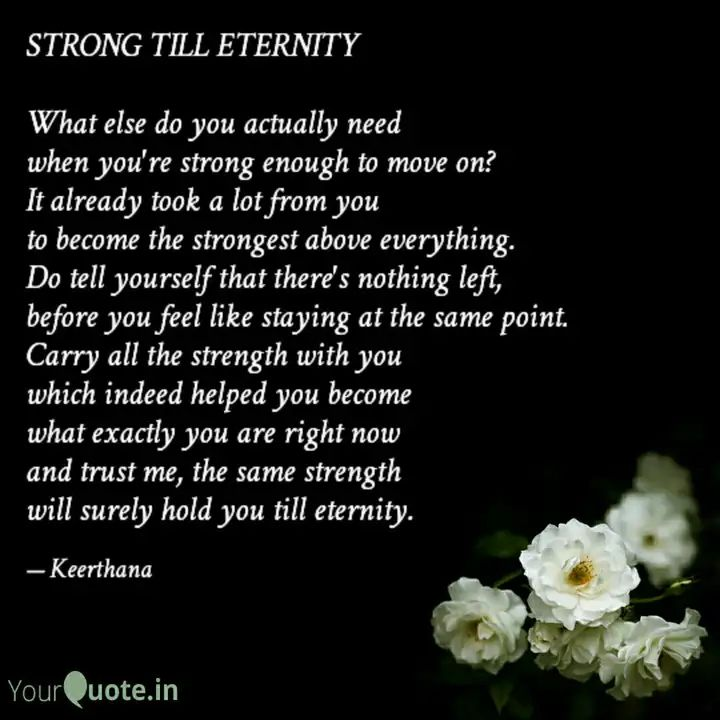 STRONG TILL ETERNITY
What else do you actually need
when you're strong enough to move on?
It already took a lot from you
to become the strongest above everything.
Do tell yourself that there's nothing left,
before you feel like staying at the same point.
Carry all the strength with you
which indeed helped you become
what exactly you are right now
and trust me, the same strength
will surely hold you till eternity.
— Keerthana
YourQuote.in